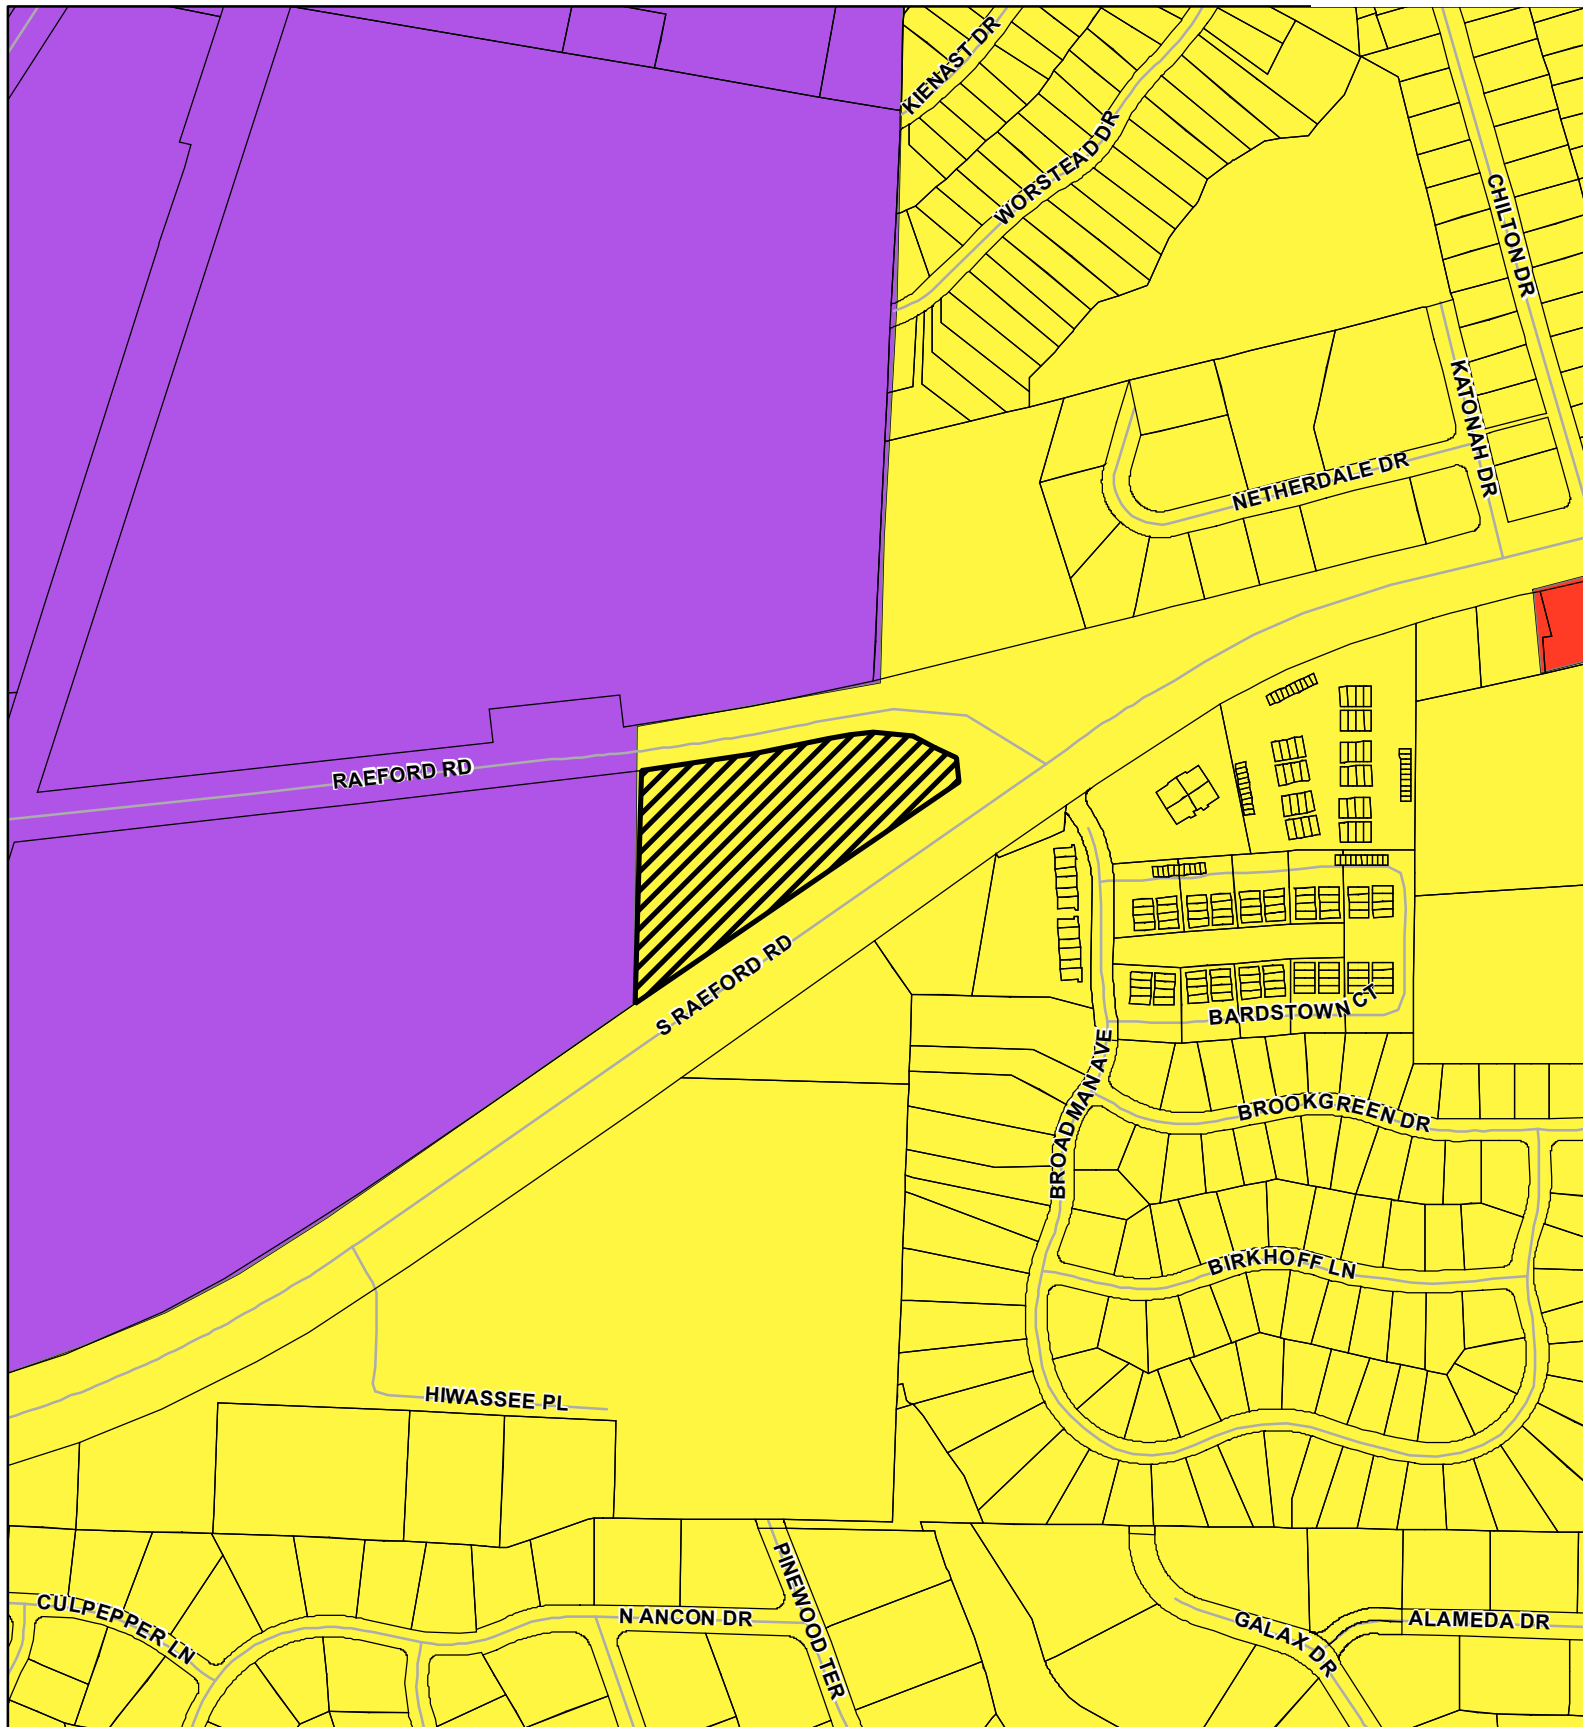 KIENAST DR
WORSTEAD DR
CHILTON DR
KATONAH DR
NETHERDALE DR
RAEFORD RD
S RAEFORD RD
BARDSTOWN CT
BROADMAN AVE
BROOKGREEN DR
BIRKHOFF LN
HIWASSEE PL
CULPEPPER LN
N ANCON DR
PINEWOOD TER
GALAX DR
ALAMEDA DR